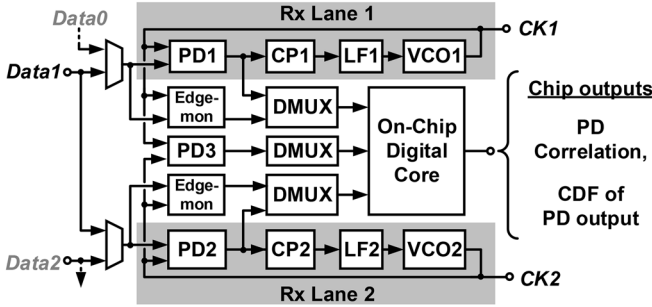 Data0
Rx Lane 1
CK1
Data1
PD1
CP1
LF1
VCO1
Edge-
mon
DMUX
PD3
DMUX
Edge-
mon
DMUX
On-Chip
Digital
Core
Chip outputs
PD
Correlation,
CDF of
PD output
Data2
PD2
CP2
LF2
VCO2
CK2
Rx Lane 2